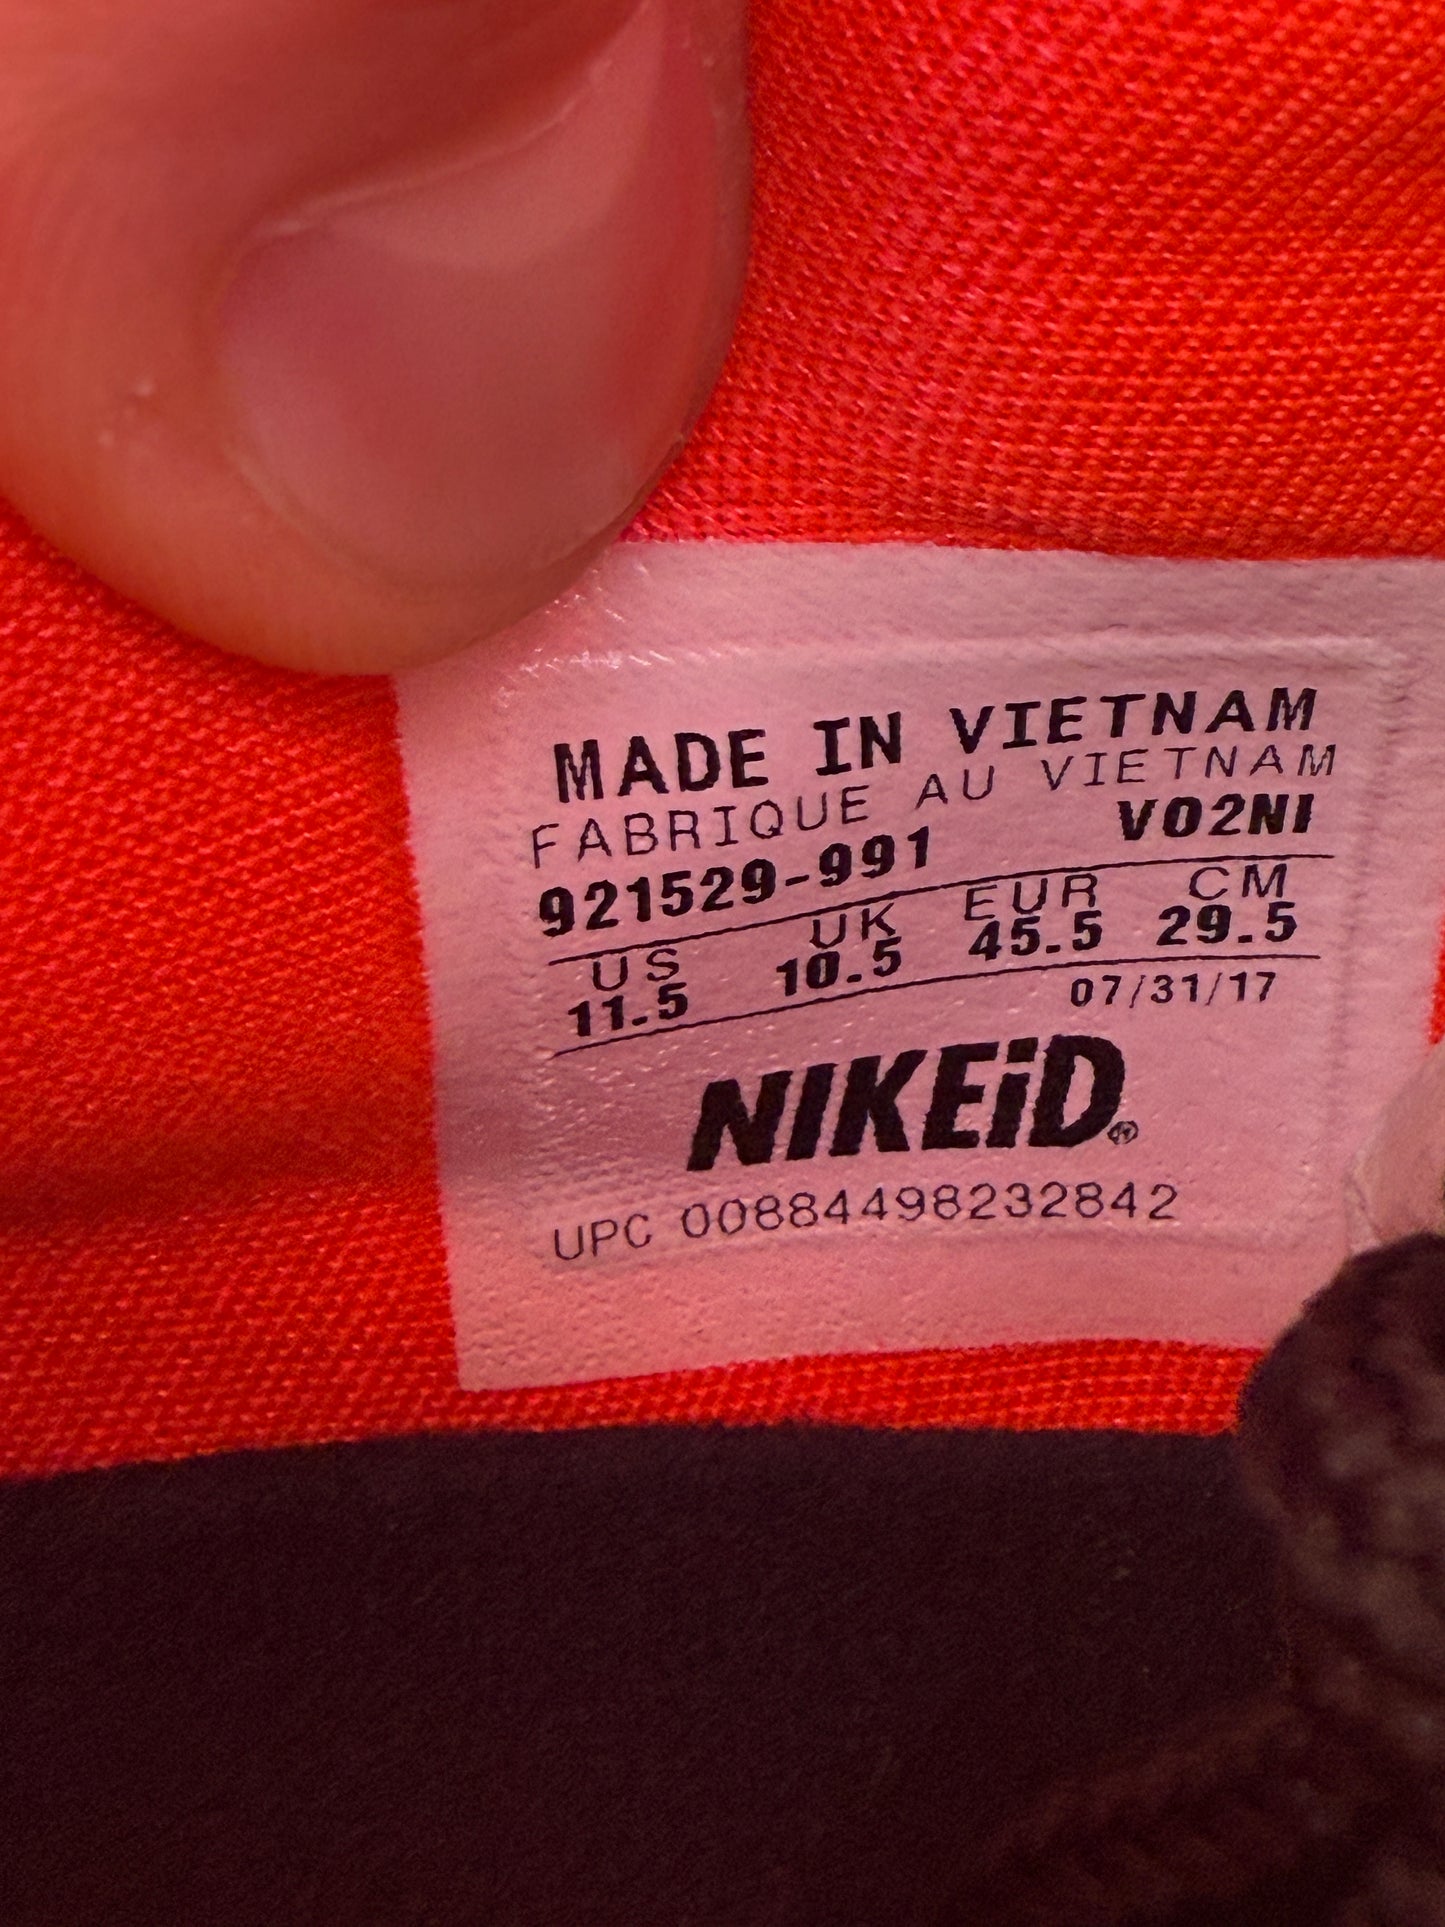 MADE IN VIETNAM
FABRIQUE AU VIETNAM
921529-991 VO2NI
US UK EUR CM
11.5 10.5 45.5 29.5
07/31/17
NIKEiD®
UPC 00884498232842